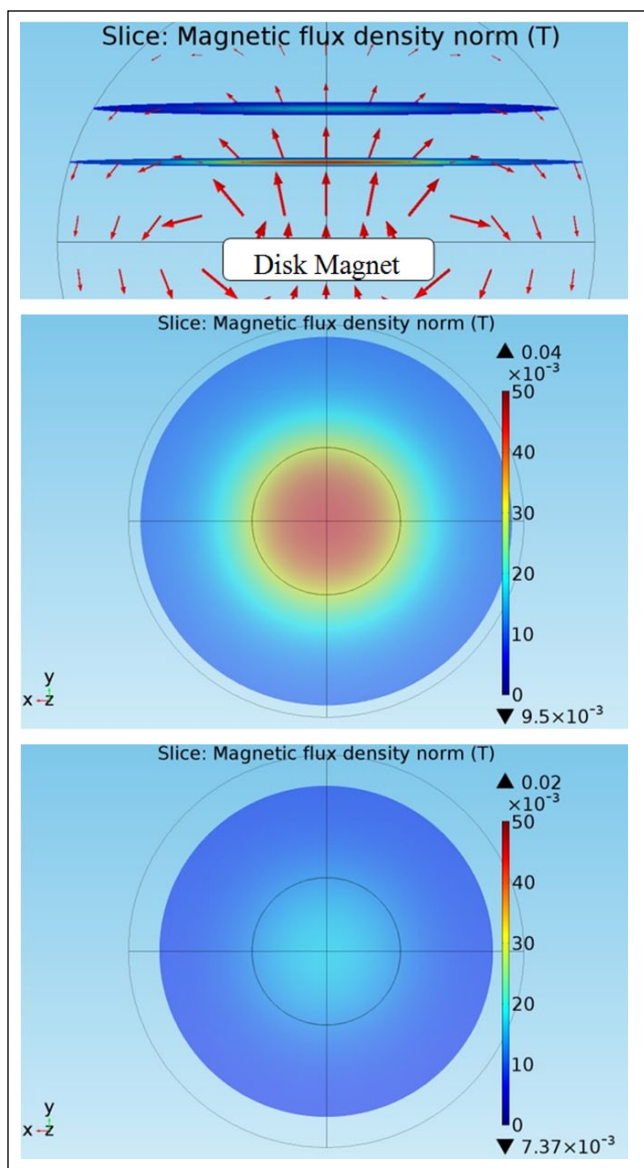 Slice: Magnetic flux density norm (T)
Disk Magnet
Slice: Magnetic flux density norm (T)
▲ 0.04
×10⁻³
50
40
30
20
10
0
▼ 9.5×10⁻³
y
x z
Slice: Magnetic flux density norm (T)
▲ 0.02
×10⁻³
50
40
30
20
10
0
▼ 7.37×10⁻³
y
x z